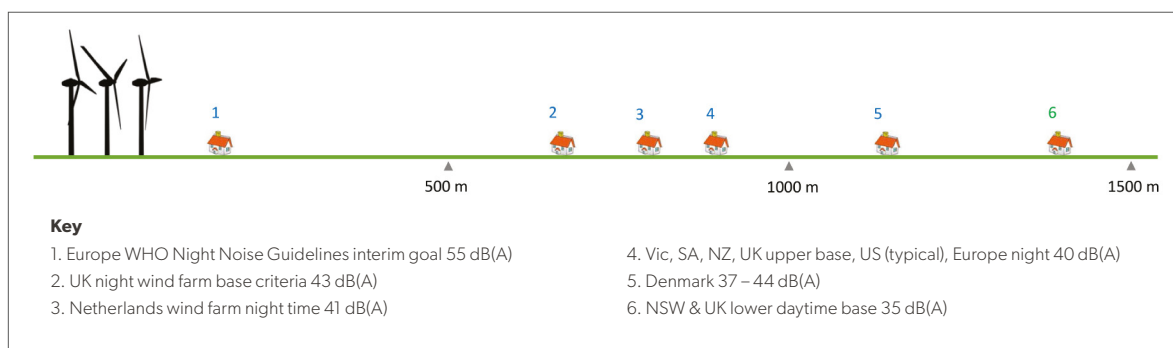 1
2
3
4
5
6
500 m
1000 m
1500 m
Key
1. Europe WHO Night Noise Guidelines interim goal 55 dB(A)
2. UK night wind farm base criteria 43 dB(A)
3. Netherlands wind farm night time 41 dB(A)
4. Vic, SA, NZ, UK upper base, US (typical), Europe night 40 dB(A)
5. Denmark 37 – 44 dB(A)
6. NSW & UK lower daytime base 35 dB(A)